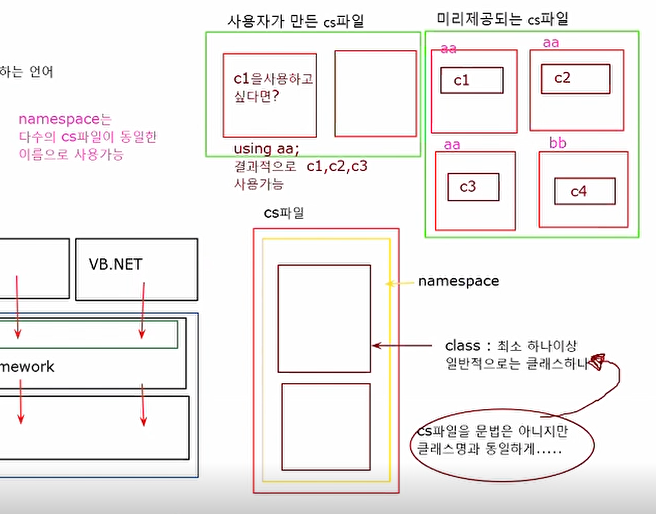 사용자가 만든 cs파일
미리제공되는 cs파일
하는 언어
namespace는
다수의 cs파일이 동일한
이름으로 사용가능
c1을사용하고
싶다면?
using aa;
결과적으로 c1,c2,c3
사용가능
aa
c1
aa
c2
aa
c3
bb
c4
cs파일
VB.NET
mework
namespace
class : 최소 하나이상
일반적으로는 클래스하나
cs파일을 문법은 아니지만
클래스명과 동일하게.....